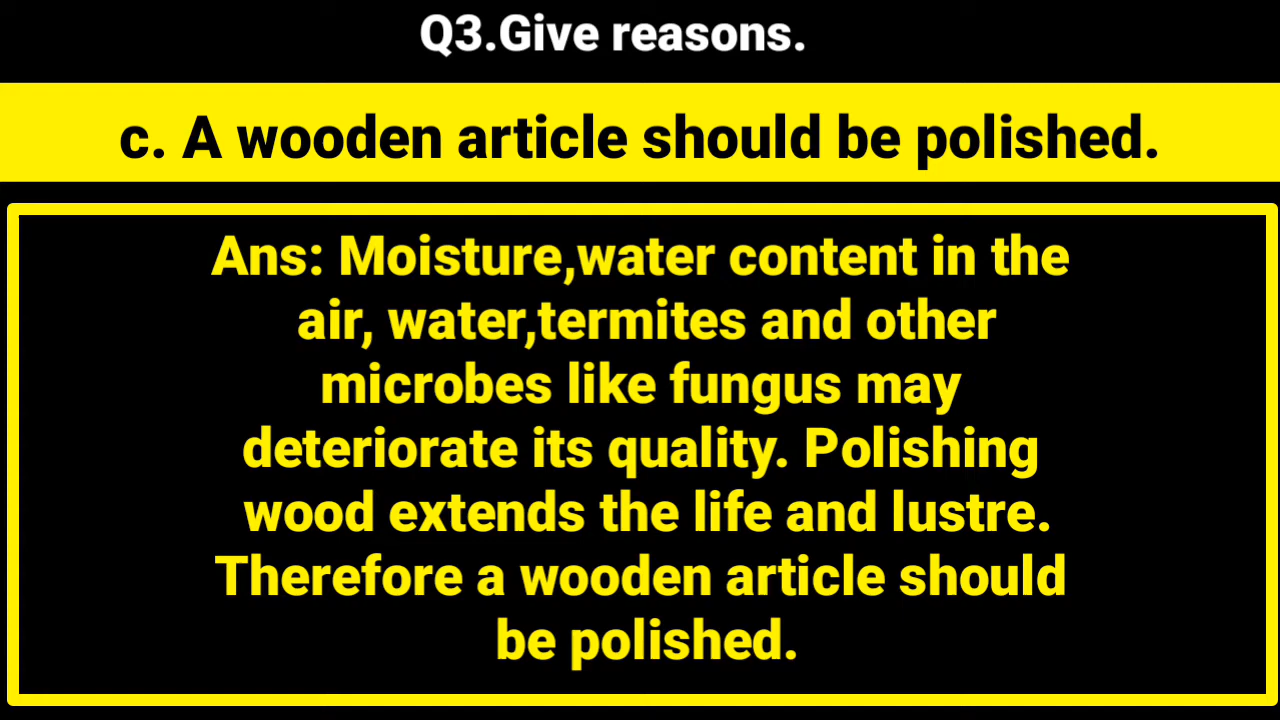 Q3.Give reasons.
c. A wooden article should be polished.
Ans: Moisture,water content in the
air, water,termites and other
microbes like fungus may
deteriorate its quality. Polishing
wood extends the life and lustre.
Therefore a wooden article should
be polished.